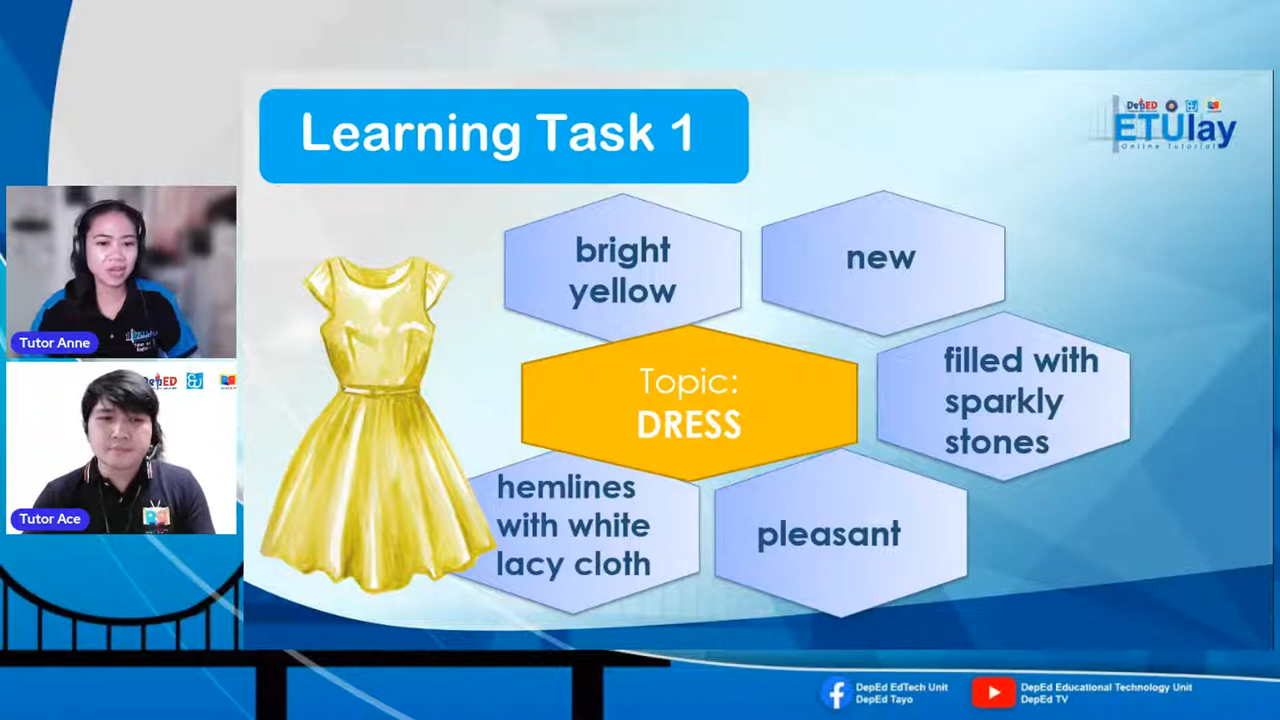 Learning Task 1
DepED
ETUlay
Online Tutorial
bright
yellow
new
Topic:
DRESS
filled with
sparkly
stones
hemlines
with white
lacy cloth
pleasant
Tutor Anne
DepED
Tutor Ace
DepEd EdTech Unit
DepEd Tayo
DepEd Educational Technology Unit
DepEd TV